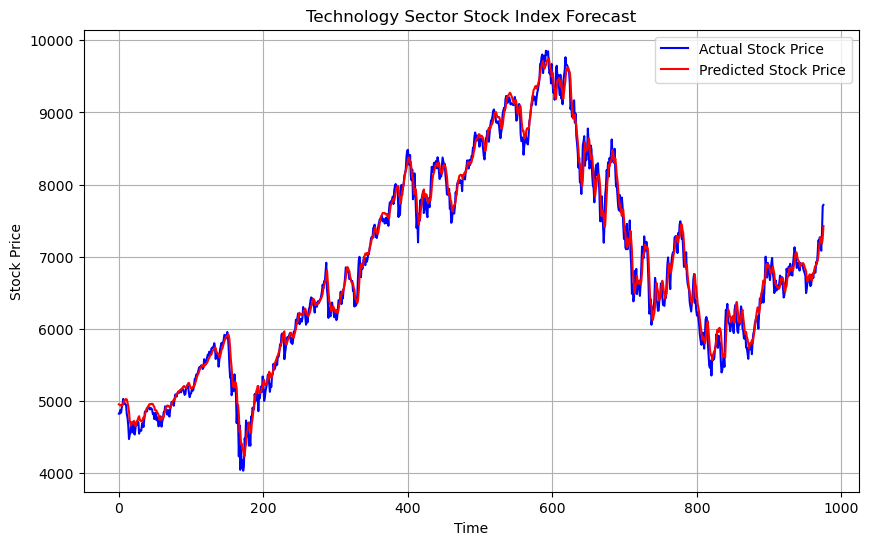 Technology Sector Stock Index Forecast
Actual Stock Price
Predicted Stock Price
Stock Price
10000
9000
8000
7000
6000
5000
4000
0 200 400 600 800 1000
Time